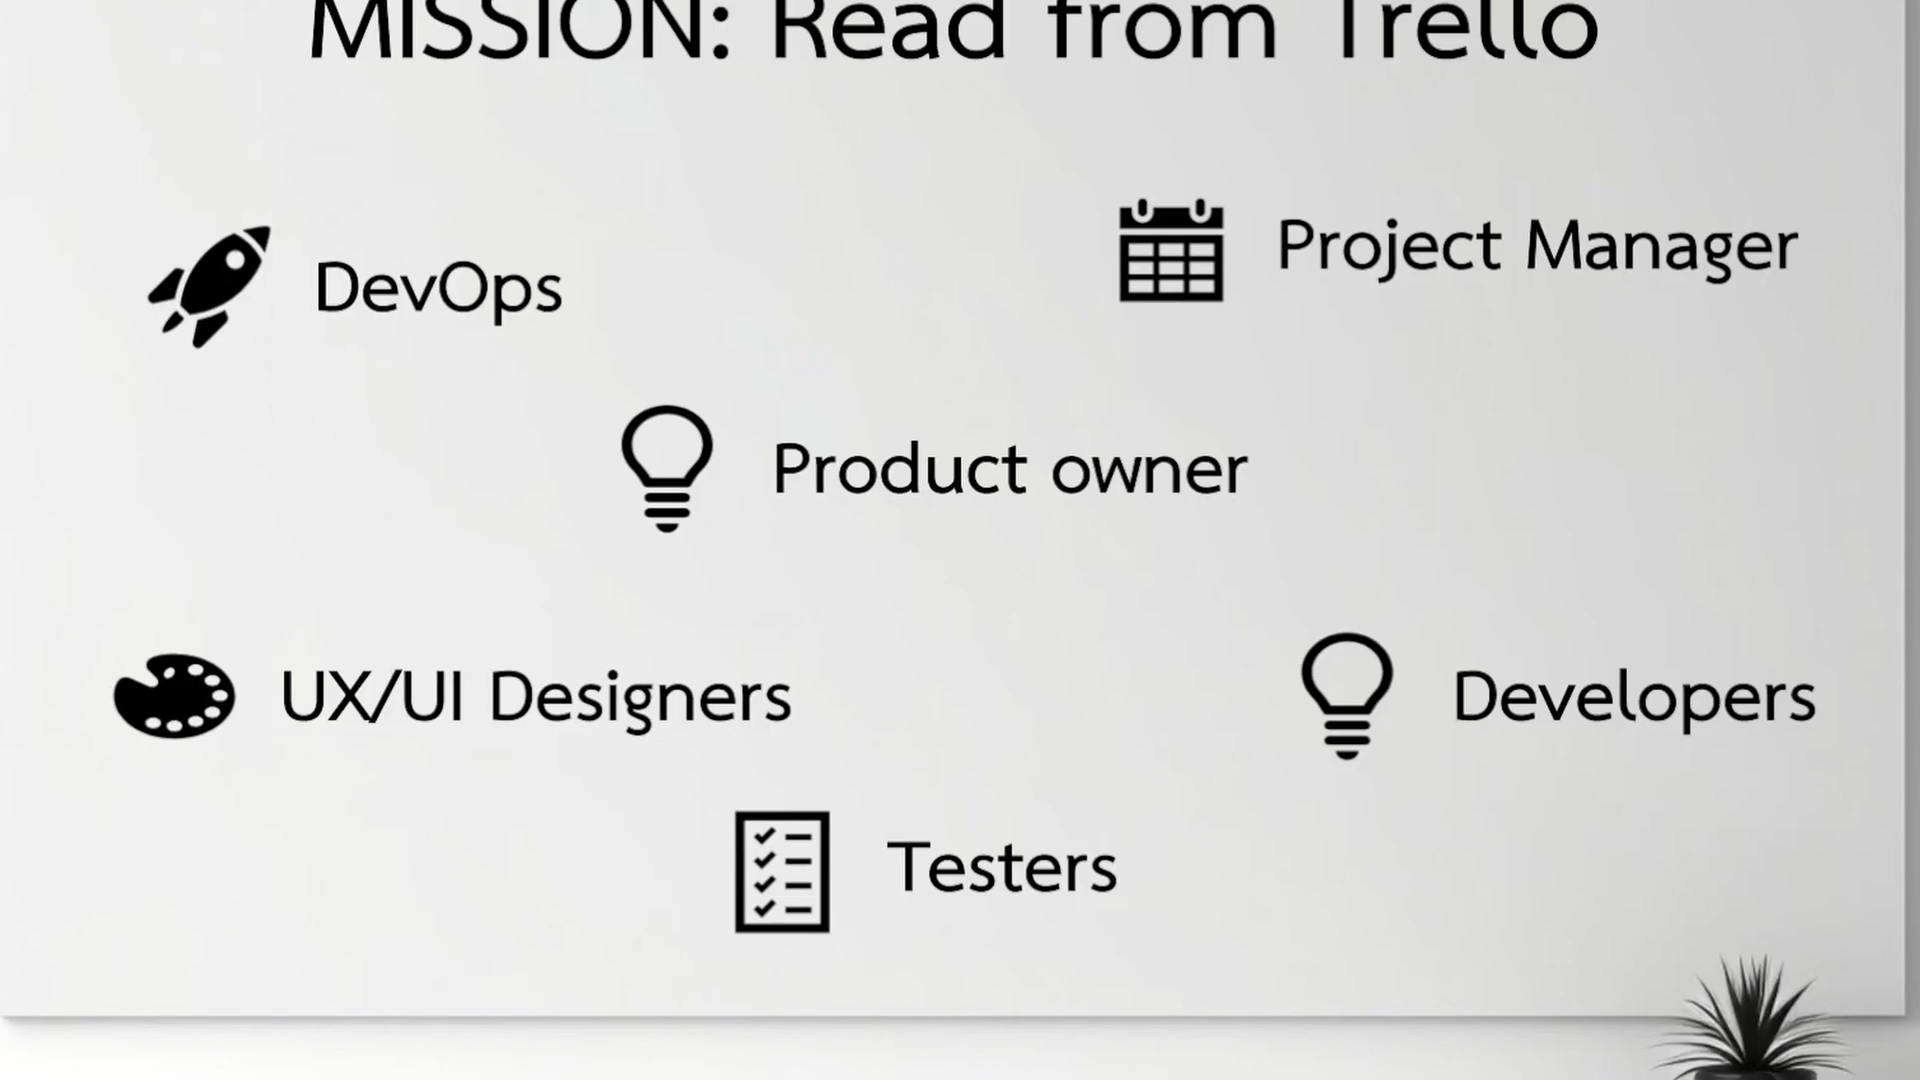 MISSION: Read from Trello
DevOps
Project Manager
Product owner
UX/UI Designers
Developers
Testers